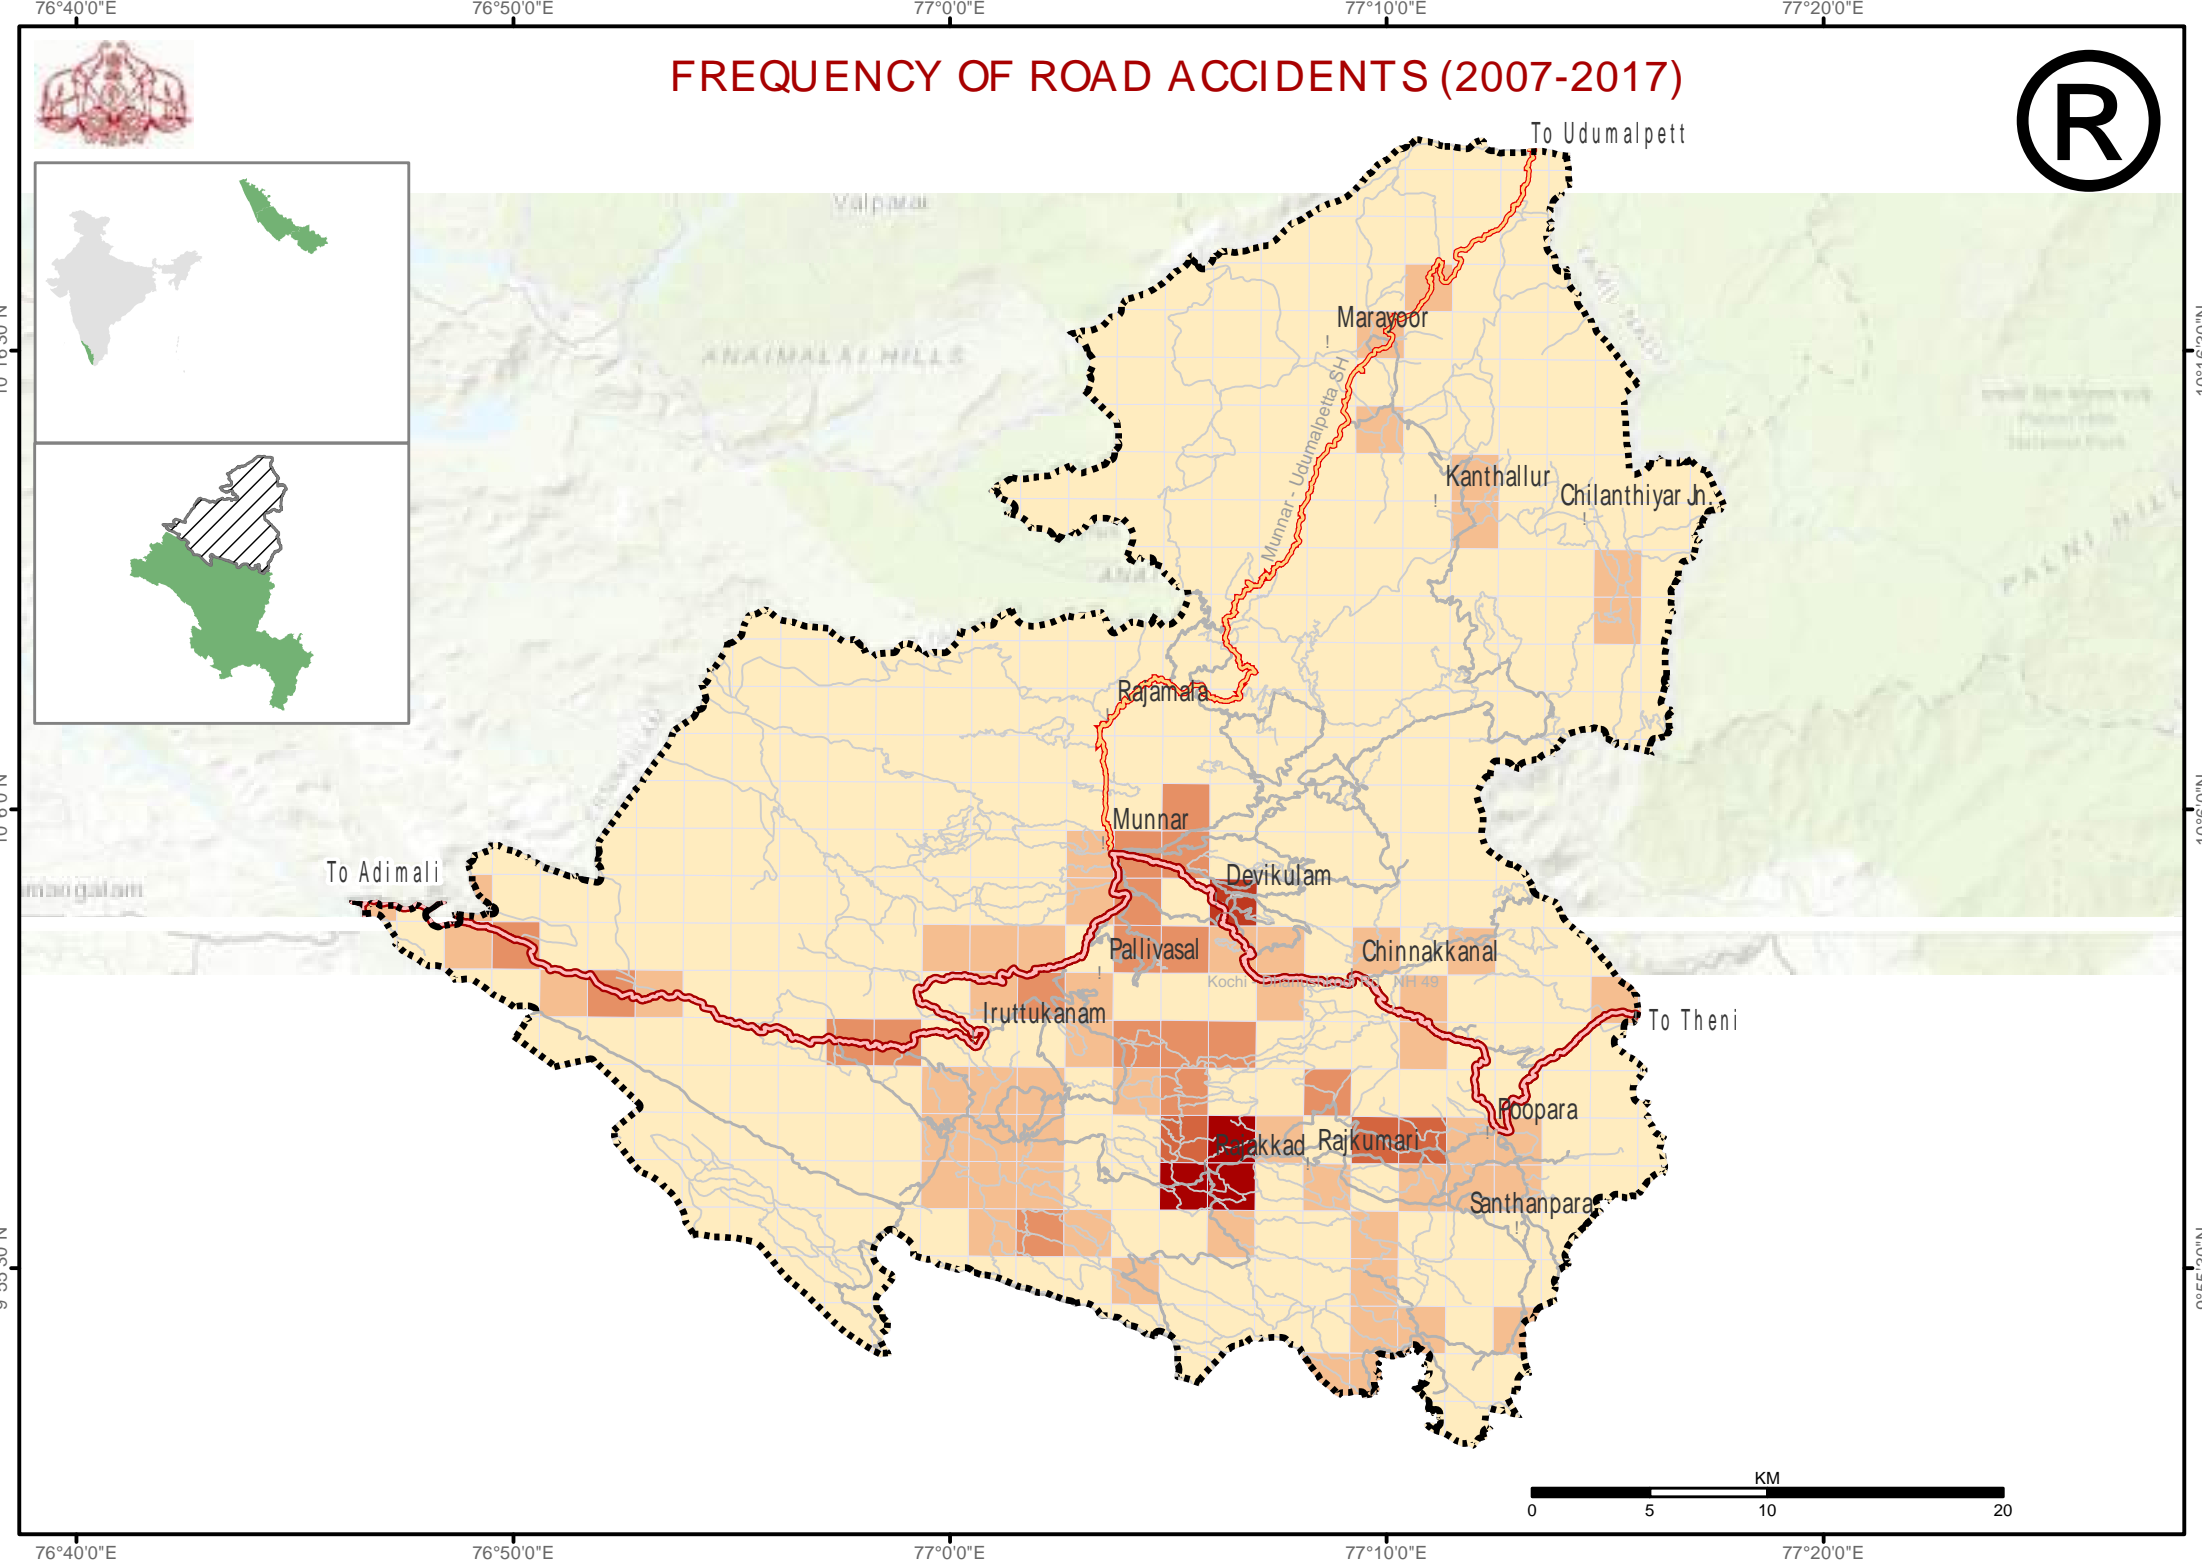 76°40'0"E
76°50'0"E
77°0'0"E
77°10'0"E
77°20'0"E
FREQUENCY OF ROAD ACCIDENTS (2007-2017)
R
To Udumalpett
Valparai
Marayoor
ANAIMALAI HILLS
Munnar - Udumalpetta SH
Kanthallur
Chilanthiyar Jn.
PALNI HILL
Rajamala
Munnar
To Adimali
Devikulam
Pallivasal
Chinnakkanal
NH 49
Iruttukanam
To Theni
Poopara
Rajakkad
Rajkumari
Santhanpara
KM
0
5
10
20
76°40'0"E
76°50'0"E
77°0'0"E
77°10'0"E
77°20'0"E